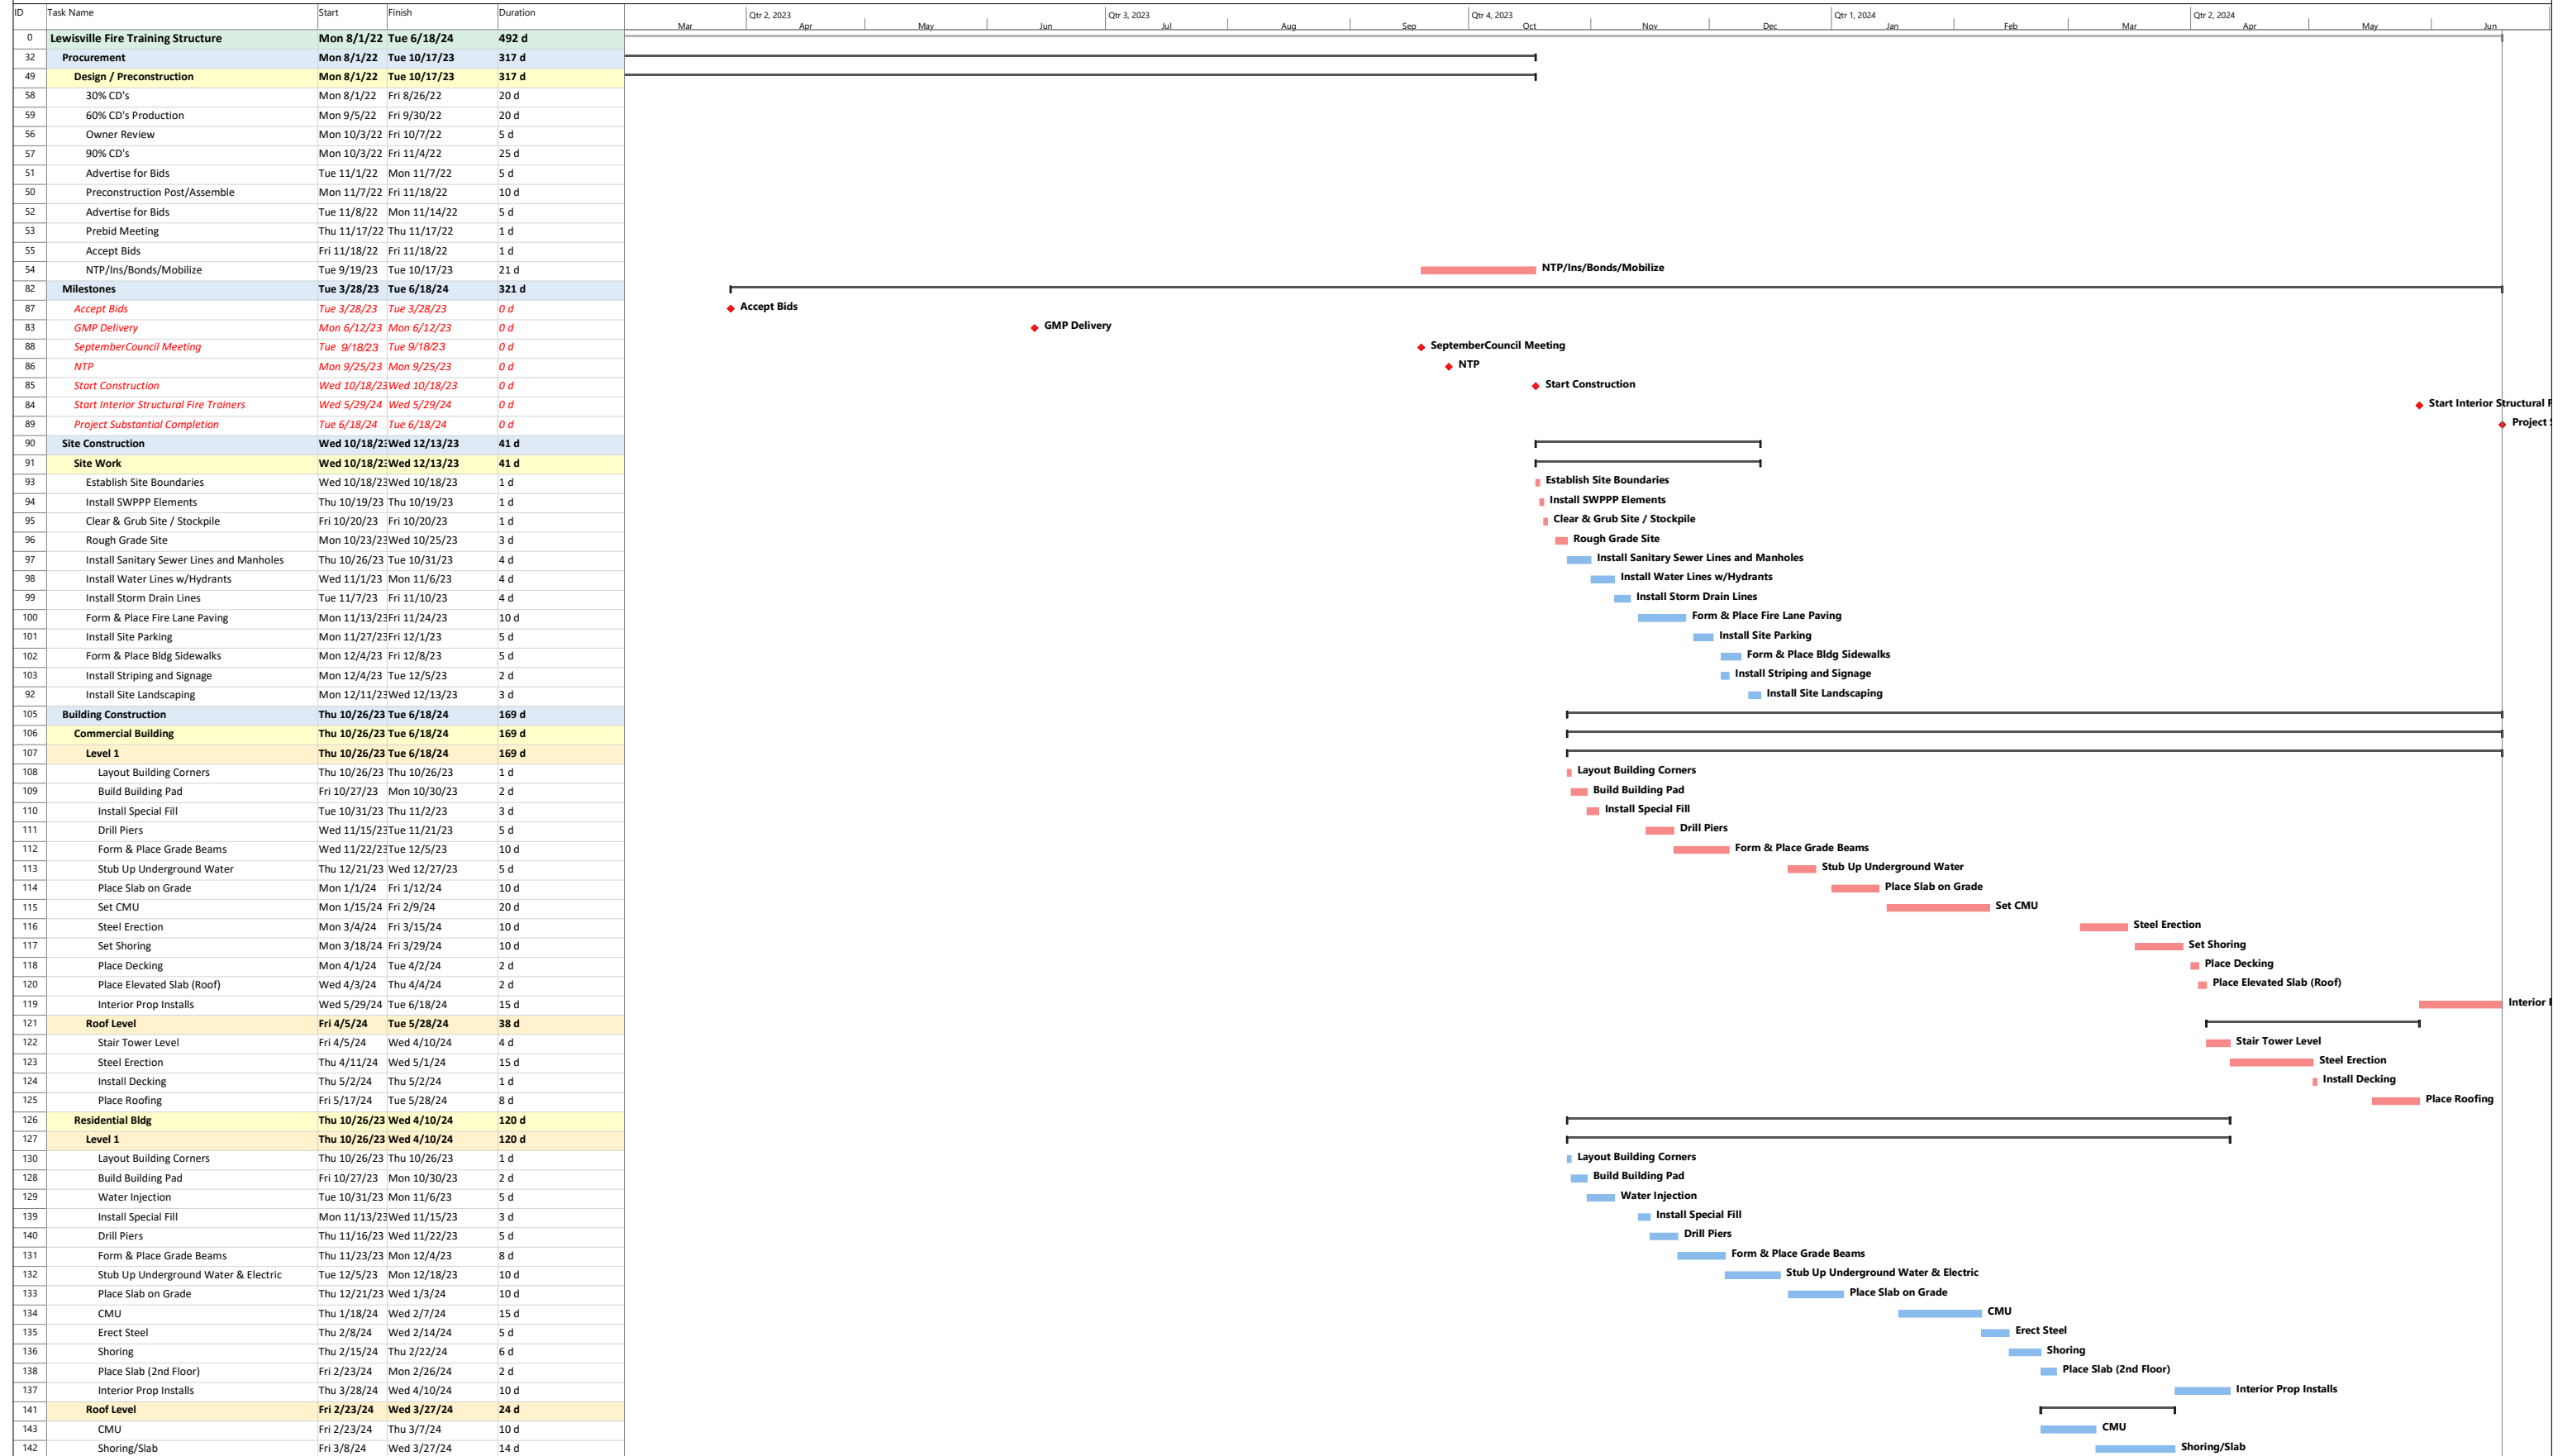 ID Task Name Start Finish Duration
Qtr 2, 2023 Qtr 3, 2023 Qtr 4, 2023 Qtr 1, 2024 Qtr 2, 2024
Mar Apr May Jun Jul Aug Sep Oct Nov Dec Jan Feb Mar Apr May Jun
0 Lewisville Fire Training Structure Mon 8/1/22 Tue 6/18/24 492 d
32 Procurement Mon 8/1/22 Tue 10/17/23 317 d
49 Design / Preconstruction Mon 8/1/22 Tue 10/17/23 317 d
58 30% CD's Mon 8/1/22 Fri 8/26/22 20 d
59 60% CD's Production Mon 9/5/22 Fri 9/30/22 20 d
56 Owner Review Mon 10/3/22 Fri 10/7/22 5 d
57 90% CD's Mon 10/3/22 Fri 11/4/22 25 d
51 Advertise for Bids Tue 11/1/22 Mon 11/7/22 5 d
50 Preconstruction Post/Assemble Mon 11/7/22 Fri 11/18/22 10 d
52 Advertise for Bids Tue 11/8/22 Mon 11/14/22 5 d
53 Prebid Meeting Thu 11/17/22 Thu 11/17/22 1 d
55 Accept Bids Fri 11/18/22 Fri 11/18/22 1 d
54 NTP/Ins/Bonds/Mobilize Tue 9/19/23 Tue 10/17/23 21 d NTP/Ins/Bonds/Mobilize
82 Milestones Tue 3/28/23 Tue 6/18/24 321 d
87 Accept Bids Tue 3/28/23 Tue 3/28/23 0 d Accept Bids
83 GMP Delivery Mon 6/12/23 Mon 6/12/23 0 d GMP Delivery
88 SeptemberCouncil Meeting Tue 9/18/23 Tue 9/18/23 0 d SeptemberCouncil Meeting
86 NTP Mon 9/25/23 Mon 9/25/23 0 d NTP
85 Start Construction Wed 10/18/23 Wed 10/18/23 0 d Start Construction
84 Start Interior Structural Fire Trainers Wed 5/29/24 Wed 5/29/24 0 d Start Interior Structural F
89 Project Substantial Completion Tue 6/18/24 Tue 6/18/24 0 d Project S
90 Site Construction Wed 10/18/23 Wed 12/13/23 41 d
91 Site Work Wed 10/18/23 Wed 12/13/23 41 d
93 Establish Site Boundaries Wed 10/18/23 Wed 10/18/23 1 d Establish Site Boundaries
94 Install SWPPP Elements Thu 10/19/23 Thu 10/19/23 1 d Install SWPPP Elements
95 Clear & Grub Site / Stockpile Fri 10/20/23 Fri 10/20/23 1 d Clear & Grub Site / Stockpile
96 Rough Grade Site Mon 10/23/23 Wed 10/25/23 3 d Rough Grade Site
97 Install Sanitary Sewer Lines and Manholes Thu 10/26/23 Tue 10/31/23 4 d Install Sanitary Sewer Lines and Manholes
98 Install Water Lines w/Hydrants Wed 11/1/23 Mon 11/6/23 4 d Install Water Lines w/Hydrants
99 Install Storm Drain Lines Tue 11/7/23 Fri 11/10/23 4 d Install Storm Drain Lines
100 Form & Place Fire Lane Paving Mon 11/13/23 Fri 11/24/23 10 d Form & Place Fire Lane Paving
101 Install Site Parking Mon 11/27/23 Fri 12/1/23 5 d Install Site Parking
102 Form & Place Bldg Sidewalks Mon 12/4/23 Fri 12/8/23 5 d Form & Place Bldg Sidewalks
103 Install Striping and Signage Mon 12/4/23 Tue 12/5/23 2 d Install Striping and Signage
92 Install Site Landscaping Mon 12/11/23 Wed 12/13/23 3 d Install Site Landscaping
105 Building Construction Thu 10/26/23 Tue 6/18/24 169 d
106 Commercial Building Thu 10/26/23 Tue 6/18/24 169 d
107 Level 1 Thu 10/26/23 Tue 6/18/24 169 d
108 Layout Building Corners Thu 10/26/23 Thu 10/26/23 1 d Layout Building Corners
109 Build Building Pad Fri 10/27/23 Mon 10/30/23 2 d Build Building Pad
110 Install Special Fill Tue 10/31/23 Thu 11/2/23 3 d Install Special Fill
111 Drill Piers Wed 11/15/23 Tue 11/21/23 5 d Drill Piers
112 Form & Place Grade Beams Wed 11/22/23 Tue 12/5/23 10 d Form & Place Grade Beams
113 Stub Up Underground Water Thu 12/21/23 Wed 12/27/23 5 d Stub Up Underground Water
114 Place Slab on Grade Mon 1/1/24 Fri 1/12/24 10 d Place Slab on Grade
115 Set CMU Mon 1/15/24 Fri 2/9/24 20 d Set CMU
116 Steel Erection Mon 3/4/24 Fri 3/15/24 10 d Steel Erection
117 Set Shoring Mon 3/18/24 Fri 3/29/24 10 d Set Shoring
118 Place Decking Mon 4/1/24 Tue 4/2/24 2 d Place Decking
120 Place Elevated Slab (Roof) Wed 4/3/24 Thu 4/4/24 2 d Place Elevated Slab (Roof)
119 Interior Prop Installs Wed 5/29/24 Tue 6/18/24 15 d Interior P
121 Roof Level Fri 4/5/24 Tue 5/28/24 38 d
122 Stair Tower Level Fri 4/5/24 Wed 4/10/24 4 d Stair Tower Level
123 Steel Erection Thu 4/11/24 Wed 5/1/24 15 d Steel Erection
124 Install Decking Thu 5/2/24 Thu 5/2/24 1 d Install Decking
125 Place Roofing Fri 5/17/24 Tue 5/28/24 8 d Place Roofing
126 Residential Bldg Thu 10/26/23 Wed 4/10/24 120 d
127 Level 1 Thu 10/26/23 Wed 4/10/24 120 d
130 Layout Building Corners Thu 10/26/23 Thu 10/26/23 1 d Layout Building Corners
128 Build Building Pad Fri 10/27/23 Mon 10/30/23 2 d Build Building Pad
129 Water Injection Tue 10/31/23 Mon 11/6/23 5 d Water Injection
139 Install Special Fill Mon 11/13/23 Wed 11/15/23 3 d Install Special Fill
140 Drill Piers Thu 11/16/23 Wed 11/22/23 5 d Drill Piers
131 Form & Place Grade Beams Thu 11/23/23 Mon 12/4/23 8 d Form & Place Grade Beams
132 Stub Up Underground Water & Electric Tue 12/5/23 Mon 12/18/23 10 d Stub Up Underground Water & Electric
133 Place Slab on Grade Thu 12/21/23 Wed 1/3/24 10 d Place Slab on Grade
134 CMU Thu 1/18/24 Wed 2/7/24 15 d CMU
135 Erect Steel Thu 2/8/24 Wed 2/14/24 5 d Erect Steel
136 Shoring Thu 2/15/24 Thu 2/22/24 6 d Shoring
138 Place Slab (2nd Floor) Fri 2/23/24 Mon 2/26/24 2 d Place Slab (2nd Floor)
137 Interior Prop Installs Thu 3/28/24 Wed 4/10/24 10 d Interior Prop Installs
141 Roof Level Fri 2/23/24 Wed 3/27/24 24 d
143 CMU Fri 2/23/24 Thu 3/7/24 10 d CMU
142 Shoring/Slab Fri 3/8/24 Wed 3/27/24 14 d Shoring/Slab